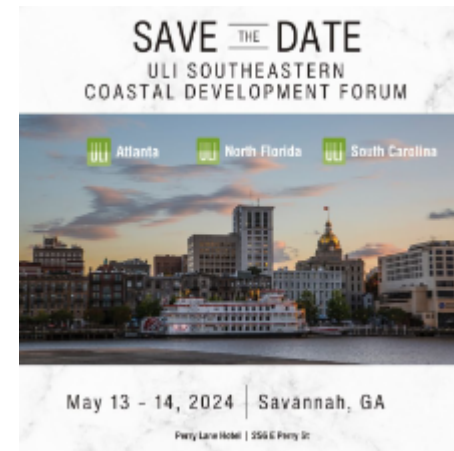 SAVE THE DATE
ULI SOUTHEASTERN
COASTAL DEVELOPMENT FORUM
ULI Atlanta ULI North Florida ULI South Carolina
May 13 - 14, 2024 | Savannah, GA
Perry Lane Hotel | 256 E Perry St